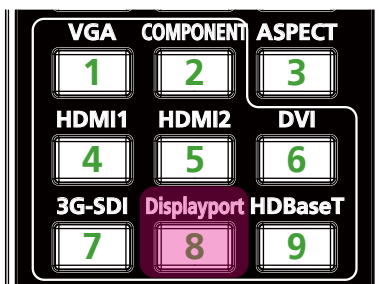 VGA COMPONENT ASPECT
1 2 3
HDMI1 HDMI2 DVI
4 5 6
3G-SDI Displayport HDBaseT
7 8 9